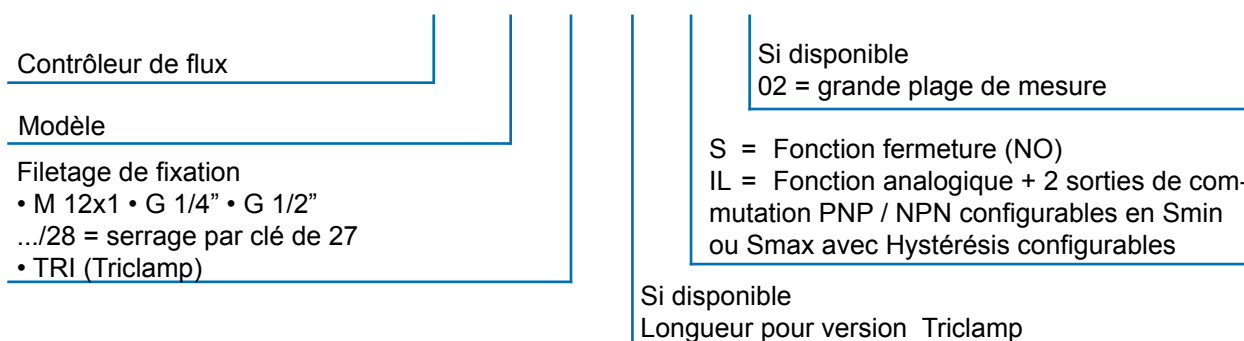 Contrôleur de flux
Modèle
Filetage de fixation
• M 12x1 • G 1/4” • G 1/2”
.../28 = serrage par clé de 27
• TRI (Triclamp)
Si disponible
02 = grande plage de mesure
S = Fonction fermeture (NO)
IL = Fonction analogique + 2 sorties de com-
mutation PNP / NPN configurables en Smin
ou Smax avec Hystérésis configurables
Si disponible
Longueur pour version Triclamp